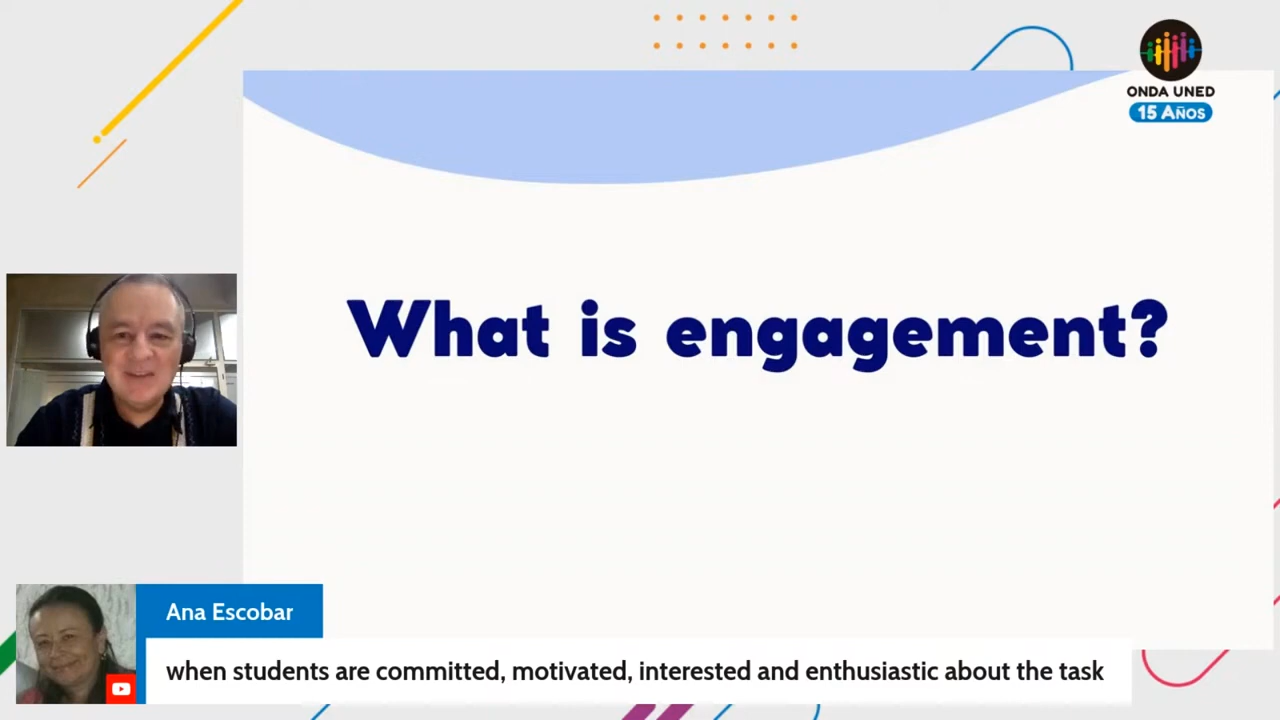 ONDA UNED
15 AÑOS
What is engagement?
Ana Escobar
when students are committed, motivated, interested and enthusiastic about the task